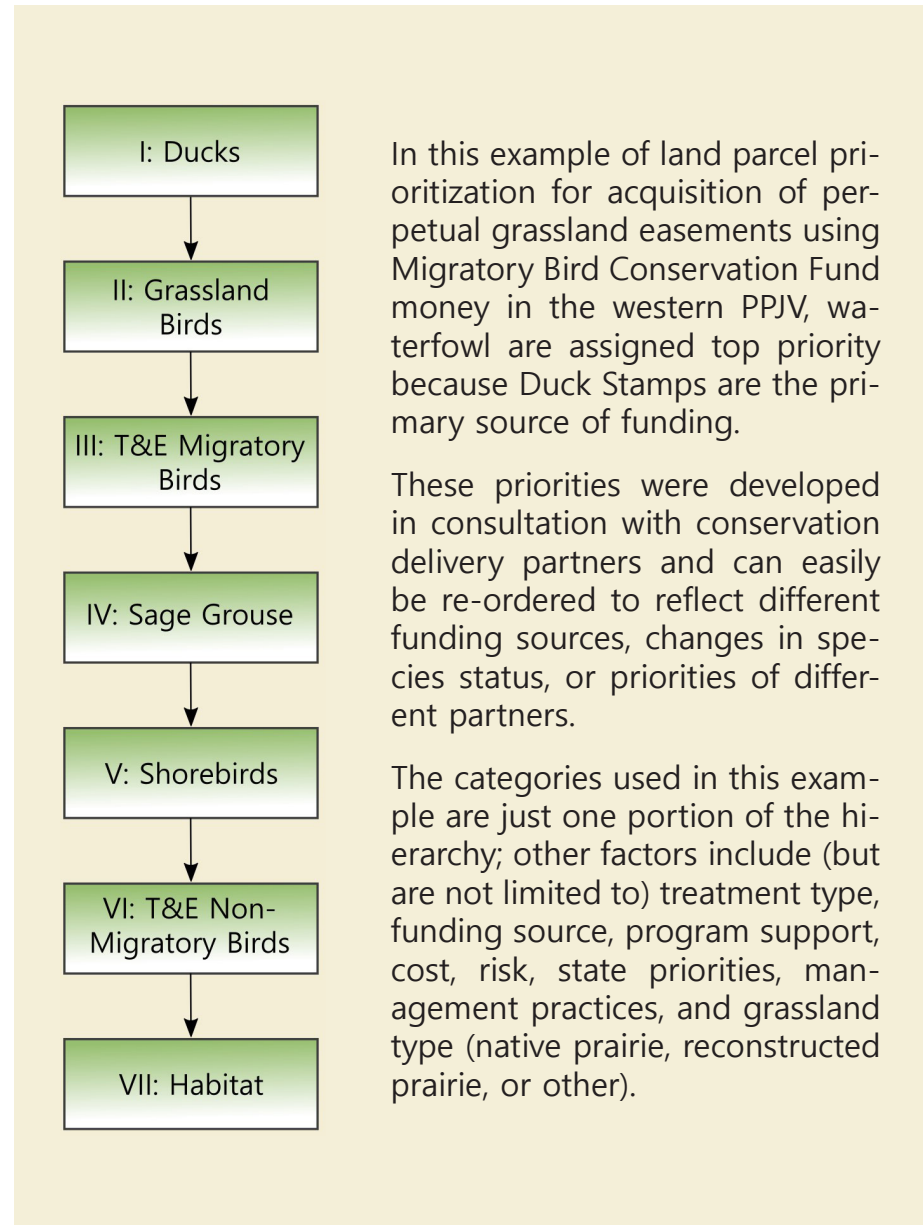 I: Ducks
II: Grassland
Birds
III: T&E Migratory
Birds
IV: Sage Grouse
V: Shorebirds
VI: T&E Non-
Migratory Birds
VII: Habitat
In this example of land parcel pri-
oritization for acquisition of per-
petual grassland easements using
Migratory Bird Conservation Fund
money in the western PPJV, wa-
terfowl are assigned top priority
because Duck Stamps are the pri-
mary source of funding.
These priorities were developed
in consultation with conservation
delivery partners and can easily
be re-ordered to reflect different
funding sources, changes in spe-
cies status, or priorities of differ-
ent partners.
The categories used in this exam-
ple are just one portion of the hi-
erarchy; other factors include (but
are not limited to) treatment type,
funding source, program support,
cost, risk, state priorities, man-
agement practices, and grassland
type (native prairie, reconstructed
prairie, or other).